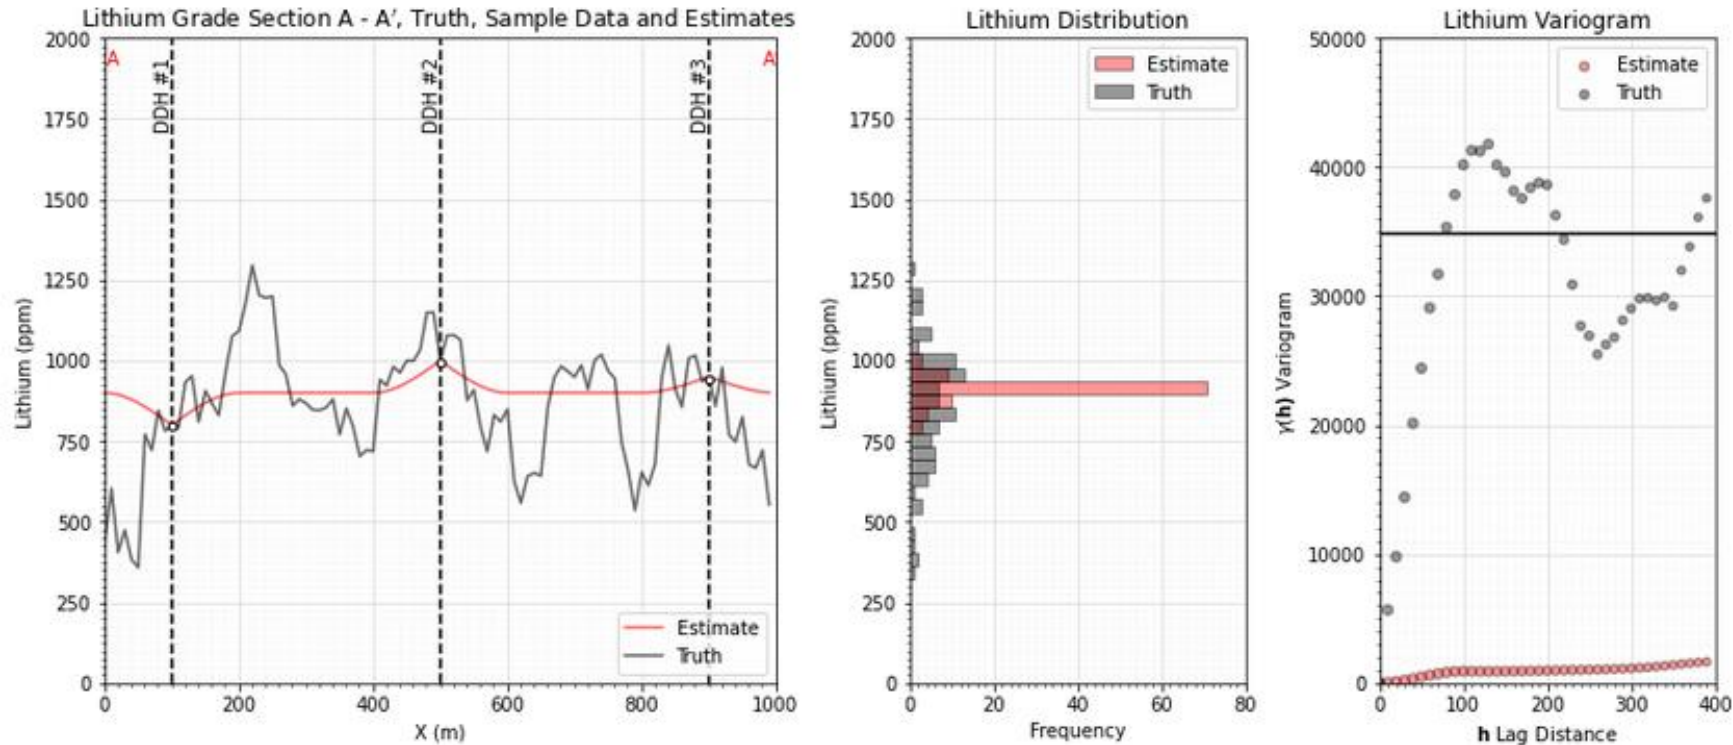 Lithium Grade Section A - A′, Truth, Sample Data and Estimates
2000
1750
1500
1250
1000
750
500
250
0
Lithium (ppm)
A
DDH #1
DDH #2
DDH #3
A
Estimate
Truth
0
200
400
600
800
1000
X (m)
Lithium Distribution
2000
1750
1500
1250
1000
750
500
250
0
Lithium (ppm)
Estimate
Truth
0
20
40
60
80
Frequency
Lithium Variogram
50000
40000
30000
20000
10000
0
γ(h) Variogram
Estimate
Truth
0
100
200
300
400
h Lag Distance